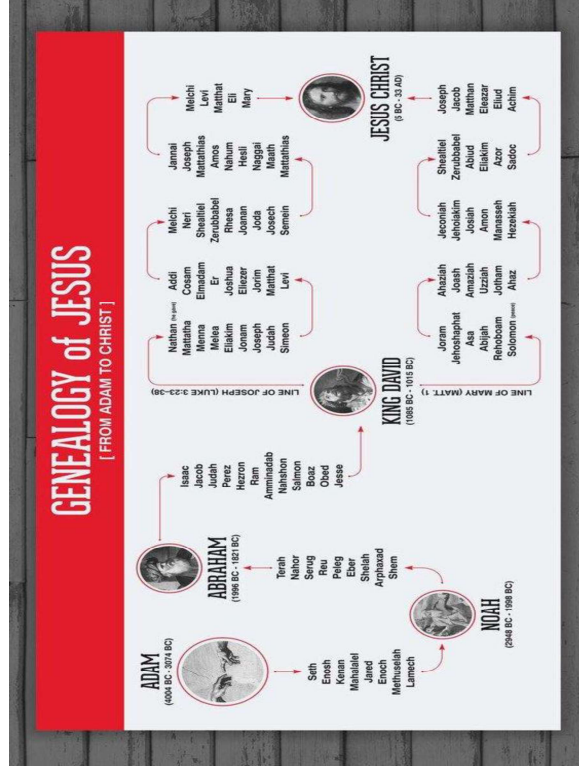 GENEALOGY of JESUS
[ FROM ADAM TO CHRIST ]
ADAM
(4004 BC - 3074 BC)
Seth
Enosh
Kenan
Mahalalel
Jared
Enoch
Methuselah
Lamech
NOAH
(2948 BC - 1998 BC)
Terah
Nahor
Serug
Reu
Peleg
Eber
Shelah
Arphaxad
Shem
ABRAHAM
(1996 BC - 1821 BC)
Isaac
Jacob
Judah
Perez
Hezron
Ram
Amminadab
Nahshon
Salmon
Boaz
Obed
Jesse
KING DAVID
(1085 BC - 1015 BC)
LINE OF JOSEPH (LUKE 3:23-38)
Nathan (he gave)
Mattatha
Menna
Melea
Eliakim
Jonam
Joseph
Judah
Simeon
Addi
Cosam
Elmadam
Er
Joshua
Eliezer
Jorim
Matthat
Levi
Melchi
Neri
Shealtiel
Zerubbabel
Rhesa
Joanan
Joda
Josech
Semein
Jannai
Joseph
Mattathias
Amos
Nahum
Hesli
Naggai
Maath
Mattathias
Melchi
Levi
Matthat
Eli
Mary
LINE OF MARY (MATT. 1)
Joram
Jehoshaphat
Asa
Abijah
Rehoboam
Solomon (peace)
Ahaziah
Joash
Amaziah
Uzziah
Jotham
Ahaz
Jeconiah
Jehoiakim
Josiah
Amon
Manasseh
Hezekiah
Shealtiel
Zerubbabel
Abiud
Eliakim
Azor
Sadoc
Joseph
Jacob
Matthan
Eleazar
Eliud
Achim
JESUS CHRIST
(5 BC - 33 AD)